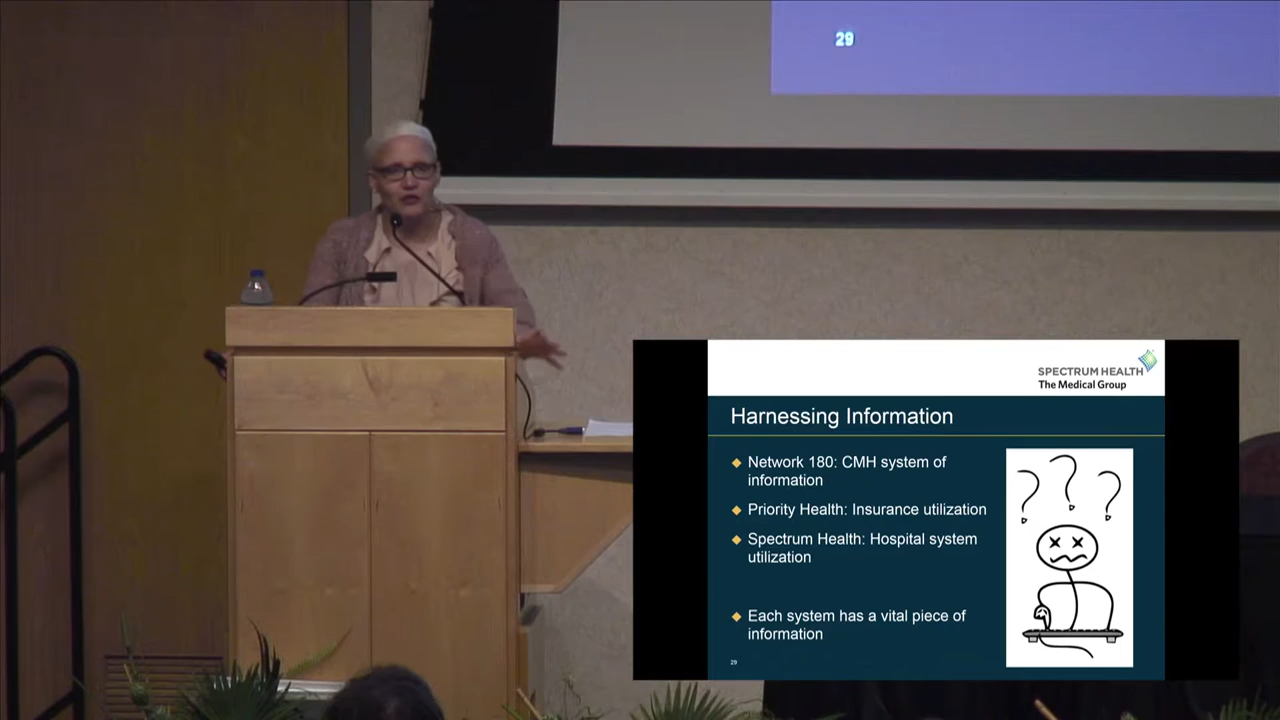 29
SPECTRUM HEALTH
The Medical Group
Harnessing Information
Network 180: CMH system of
information
Priority Health: Insurance utilization
Spectrum Health: Hospital system
utilization
Each system has a vital piece of
information
29
? ? ?